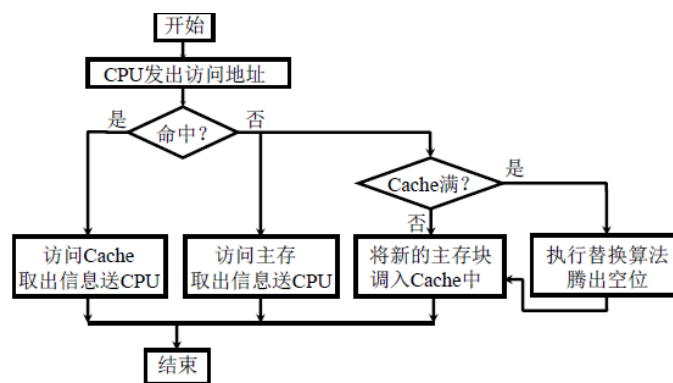 开始
CPU发出访问地址
是
命中？
否
Cache满？
是
否
访问Cache
取出信息送CPU
访问主存
取出信息送CPU
将新的主存块
调入Cache中
执行替换算法
腾出空位
结束